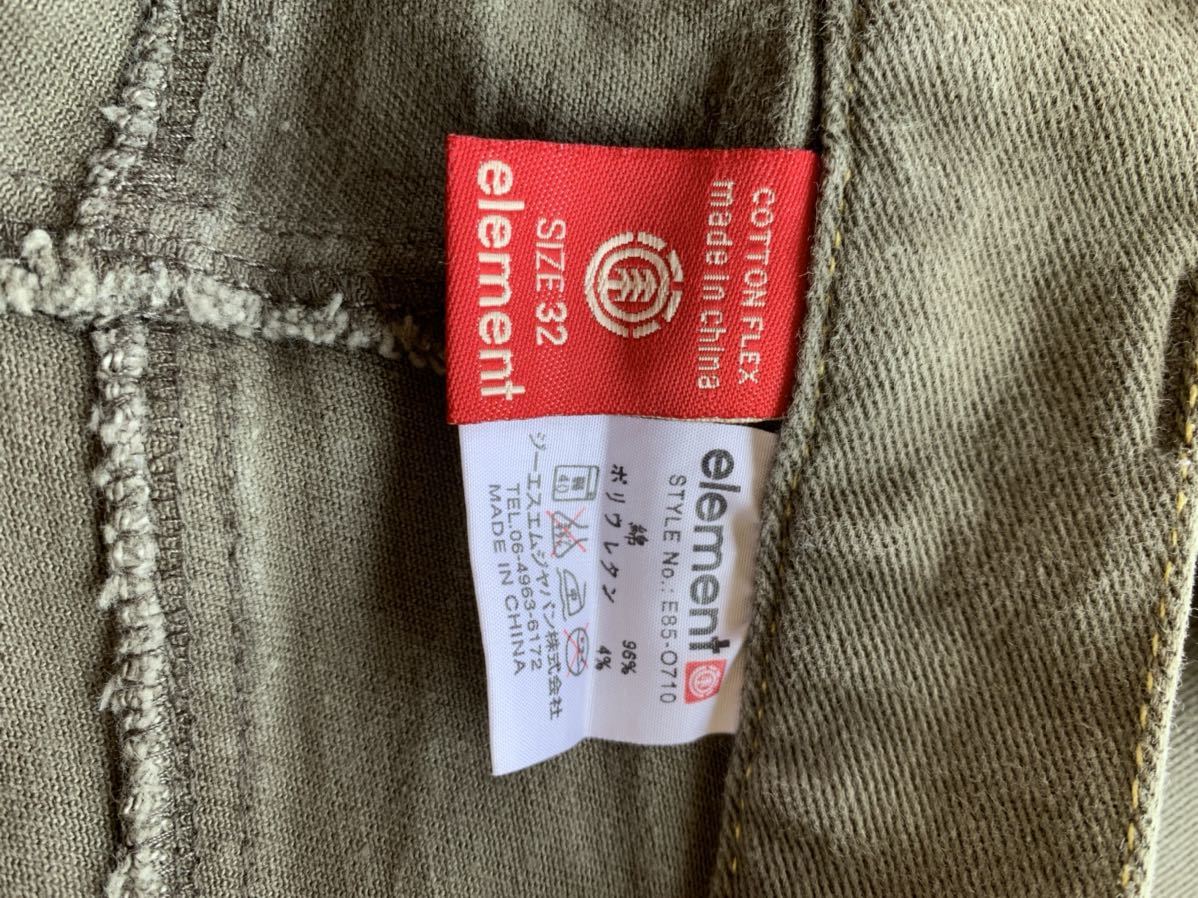 COTTON FLEX
made in china
SIZE:32
element
element
STYLE No.: E85-0710
綿 96%
ポリウレタン 4%
弱
40
ジーエスエムジャパン株式会社
TEL.06-4963-6172
MADE IN CHINA